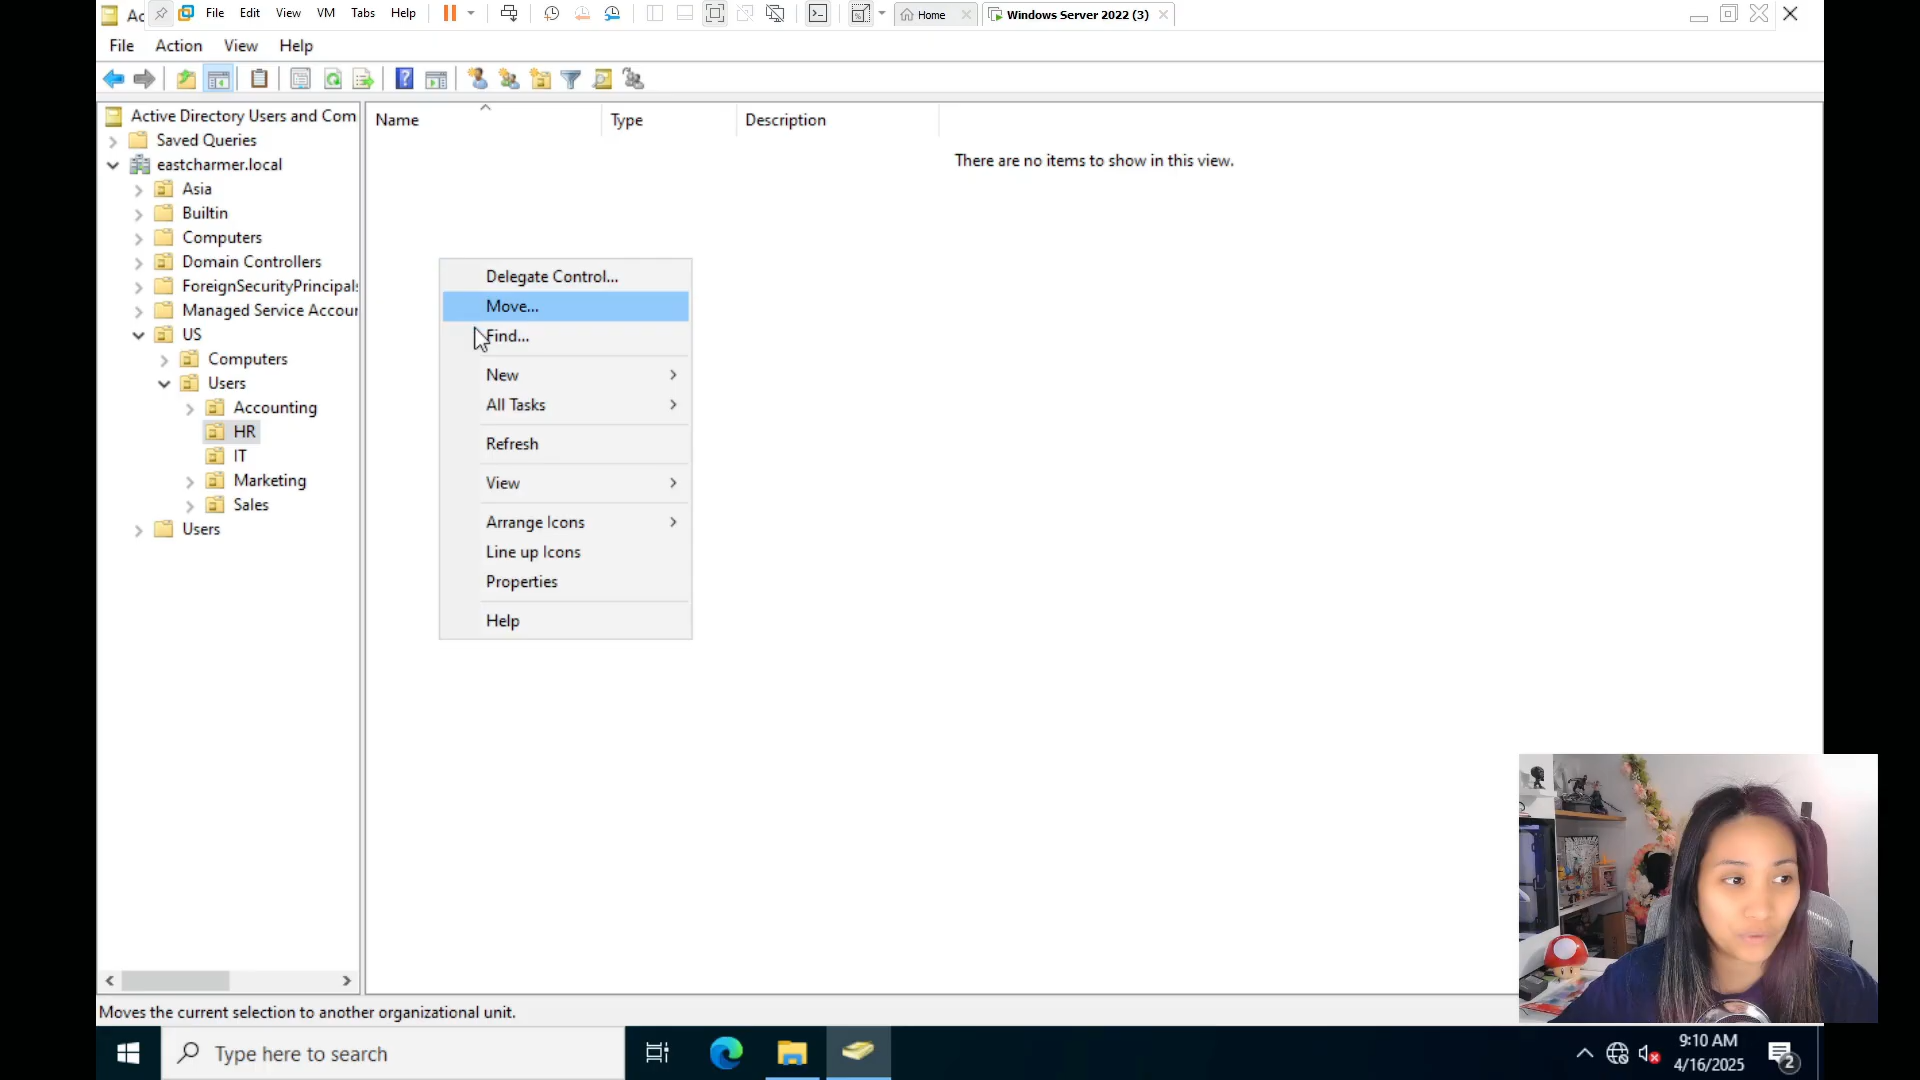 Ac
File Edit View VM Tabs Help
Home
Windows Server 2022 (3)
File Action View Help
Active Directory Users and Com
Saved Queries
eastcharmer.local
Asia
Builtin
Computers
Domain Controllers
ForeignSecurityPrincipals
Managed Service Accour
US
Computers
Users
Accounting
HR
IT
Marketing
Sales
Users
Name Type Description
There are no items to show in this view.
Delegate Control...
Move...
Find...
New
All Tasks
Refresh
View
Arrange Icons
Line up Icons
Properties
Help
Moves the current selection to another organizational unit.
Type here to search
9:10 AM
4/16/2025
2